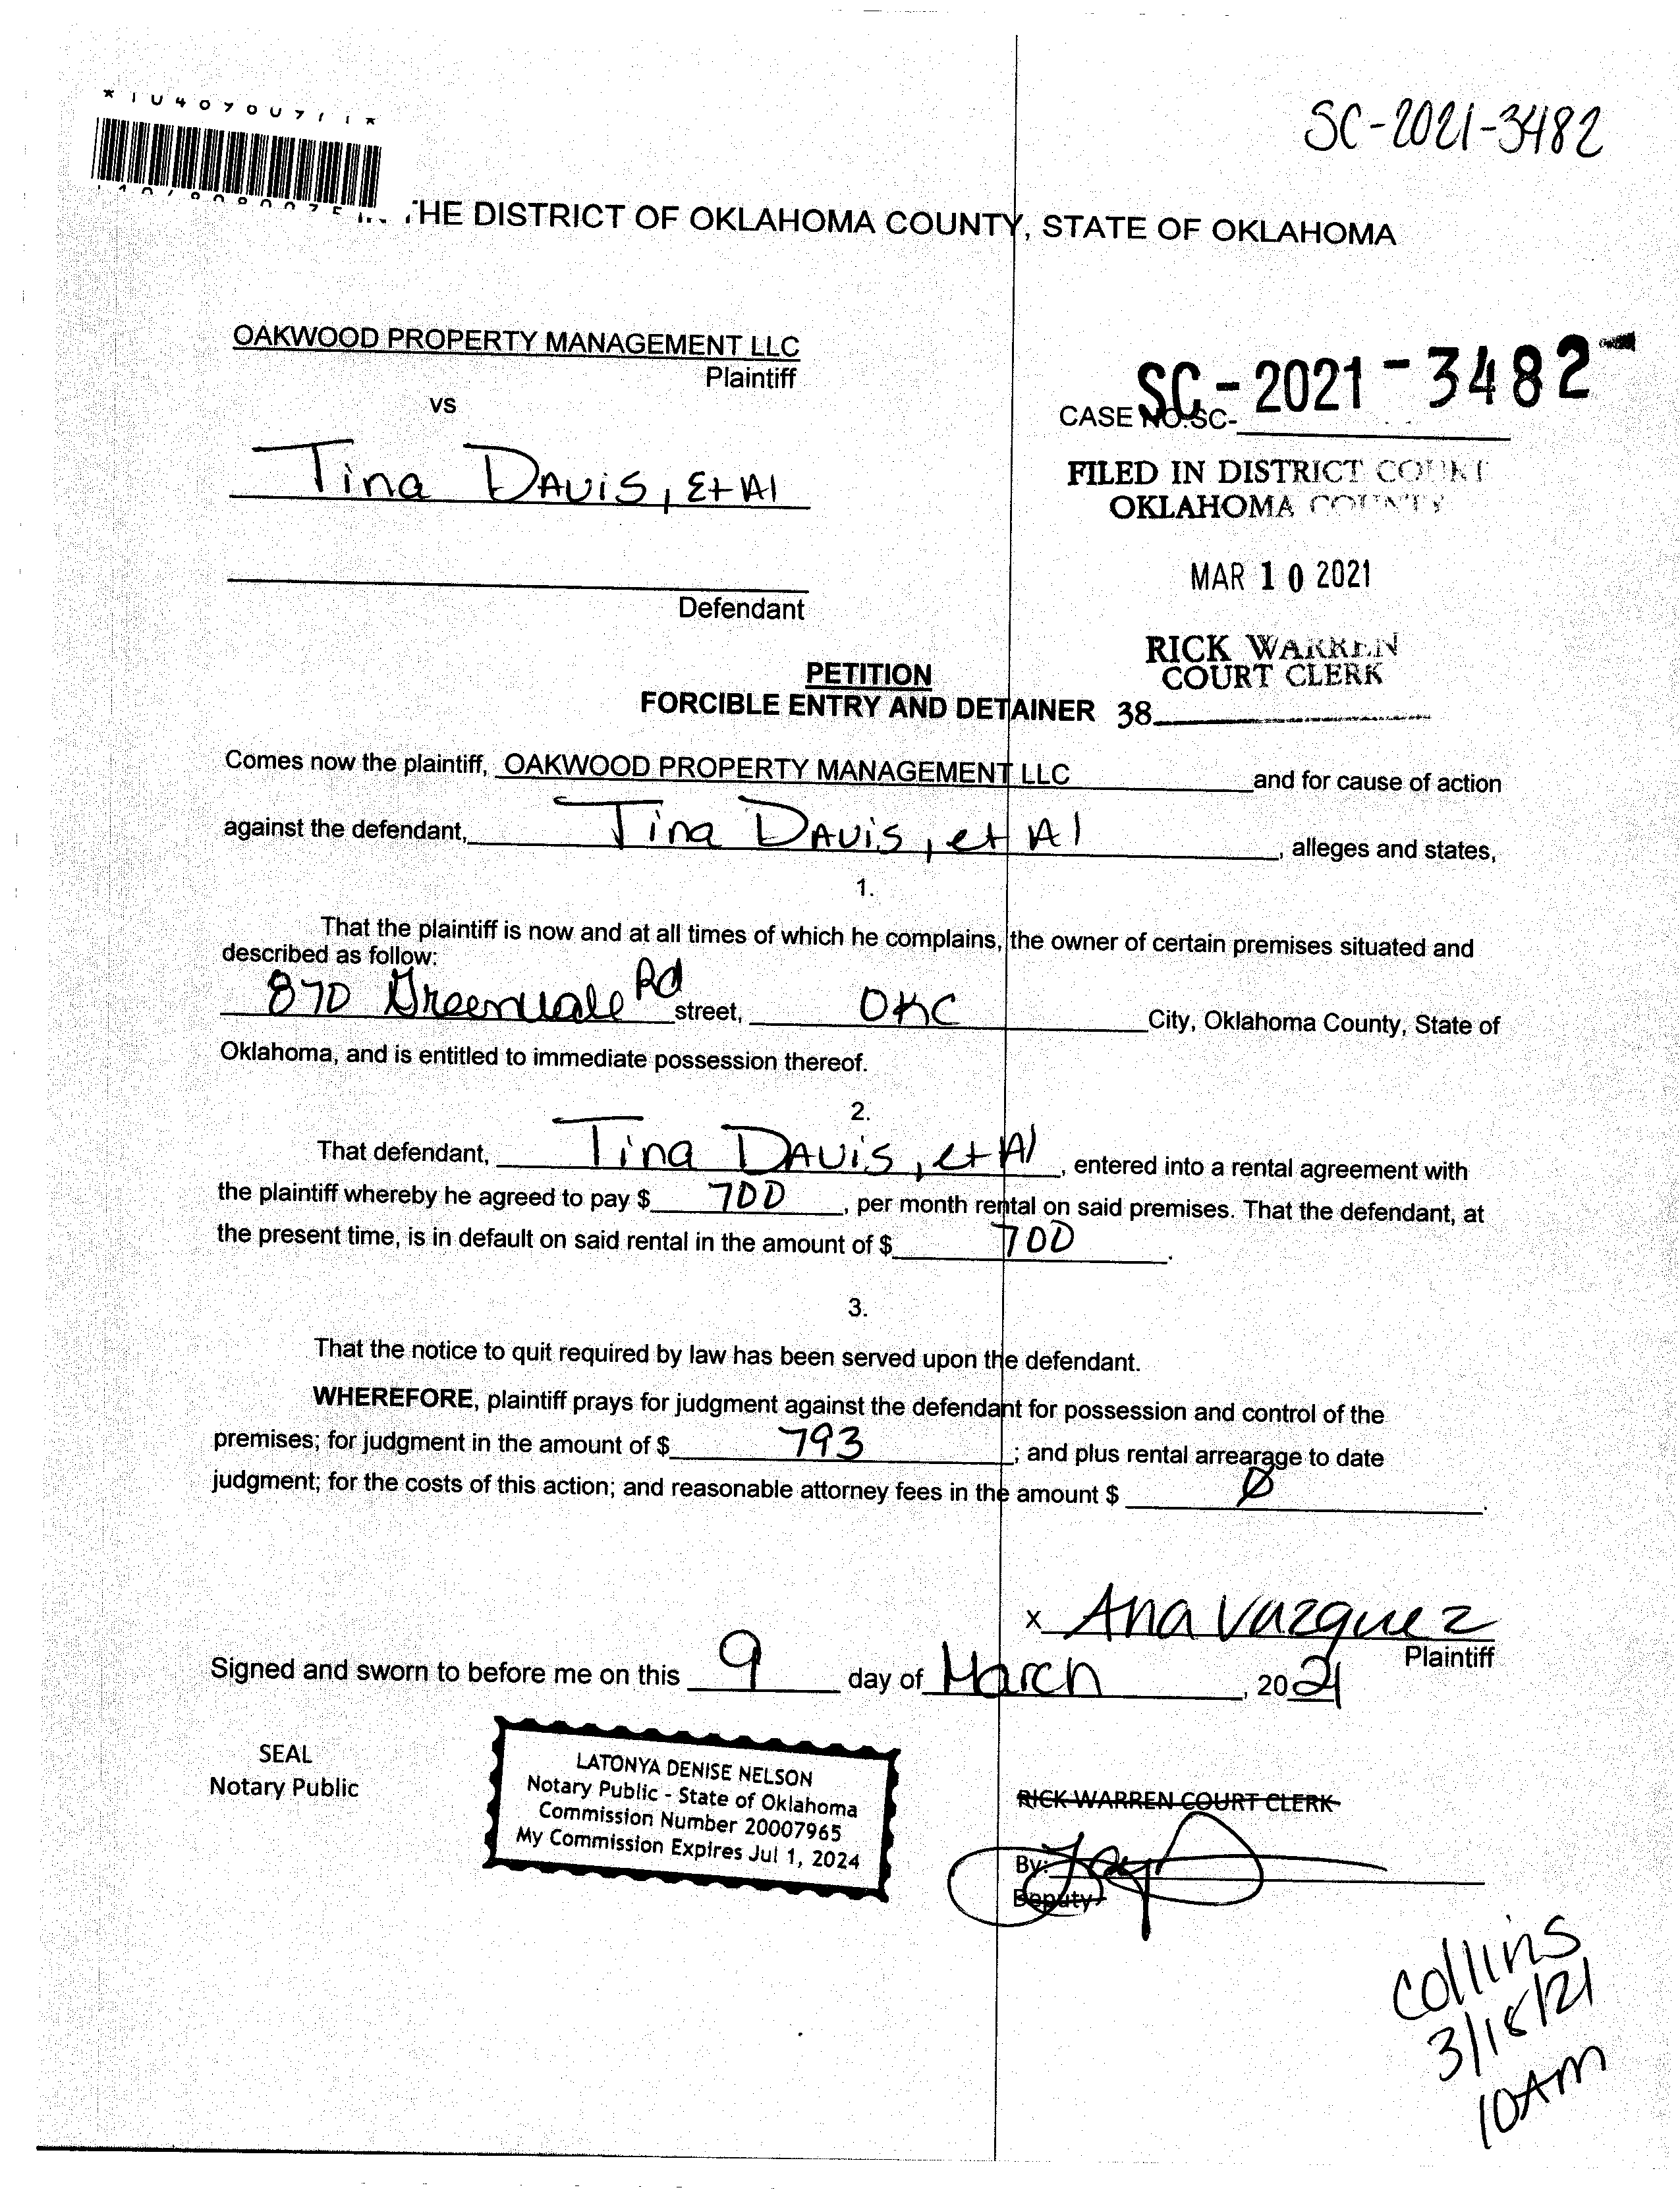 SC-2021-3482
THE DISTRICT OF OKLAHOMA COUNTY, STATE OF OKLAHOMA
OAKWOOD PROPERTY MANAGEMENT LLC
Plaintiff
vs
Tina DAvis, Et Al
Defendant
SC-2021-3482
CASE NO.SC-
FILED IN DISTRICT COURT
OKLAHOMA COUNTY
MAR 10 2021
RICK WARREN
COURT CLERK
38
PETITION
FORCIBLE ENTRY AND DETAINER
Comes now the plaintiff, OAKWOOD PROPERTY MANAGEMENT LLC and for cause of action
against the defendant, Tina DAvis, et Al, alleges and states,
1.
That the plaintiff is now and at all times of which he complains, the owner of certain premises situated and
described as follow:
870 Greenvale Rd street, OKC City, Oklahoma County, State of
Oklahoma, and is entitled to immediate possession thereof.
2.
That defendant, Tina DAvis, et Al, entered into a rental agreement with
the plaintiff whereby he agreed to pay $ 700, per month rental on said premises. That the defendant, at
the present time, is in default on said rental in the amount of $ 700.
3.
That the notice to quit required by law has been served upon the defendant.
WHEREFORE, plaintiff prays for judgment against the defendant for possession and control of the
premises; for judgment in the amount of $ 793; and plus rental arrearage to date
judgment; for the costs of this action; and reasonable attorney fees in the amount $ Ø.
x Ana Vazquez
Plaintiff
Signed and sworn to before me on this 9 day of March, 2021
SEAL
Notary Public
LATONYA DENISE NELSON
Notary Public - State of Oklahoma
Commission Number 20007965
My Commission Expires Jul 1, 2024
RICK WARREN COURT CLERK
By:
Deputy
Collins
10AM